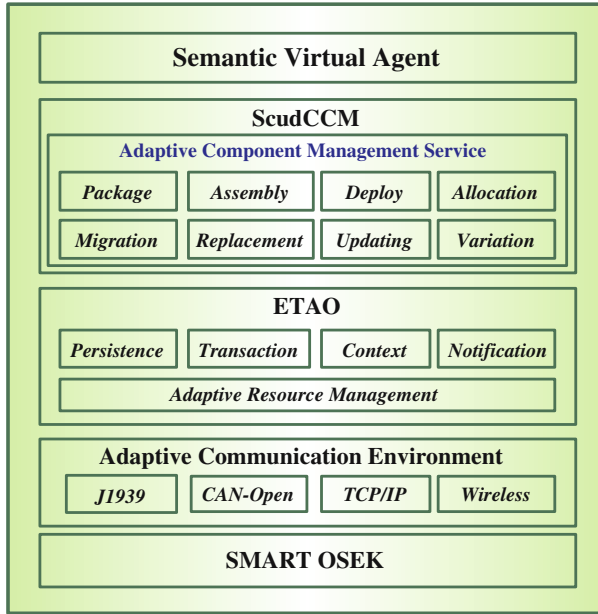 Semantic Virtual Agent
ScudCCM
Adaptive Component Management Service
Package Assembly Deploy Allocation
Migration Replacement Updating Variation
ETAO
Persistence Transaction Context Notification
Adaptive Resource Management
Adaptive Communication Environment
J1939 CAN-Open TCP/IP Wireless
SMART OSEK